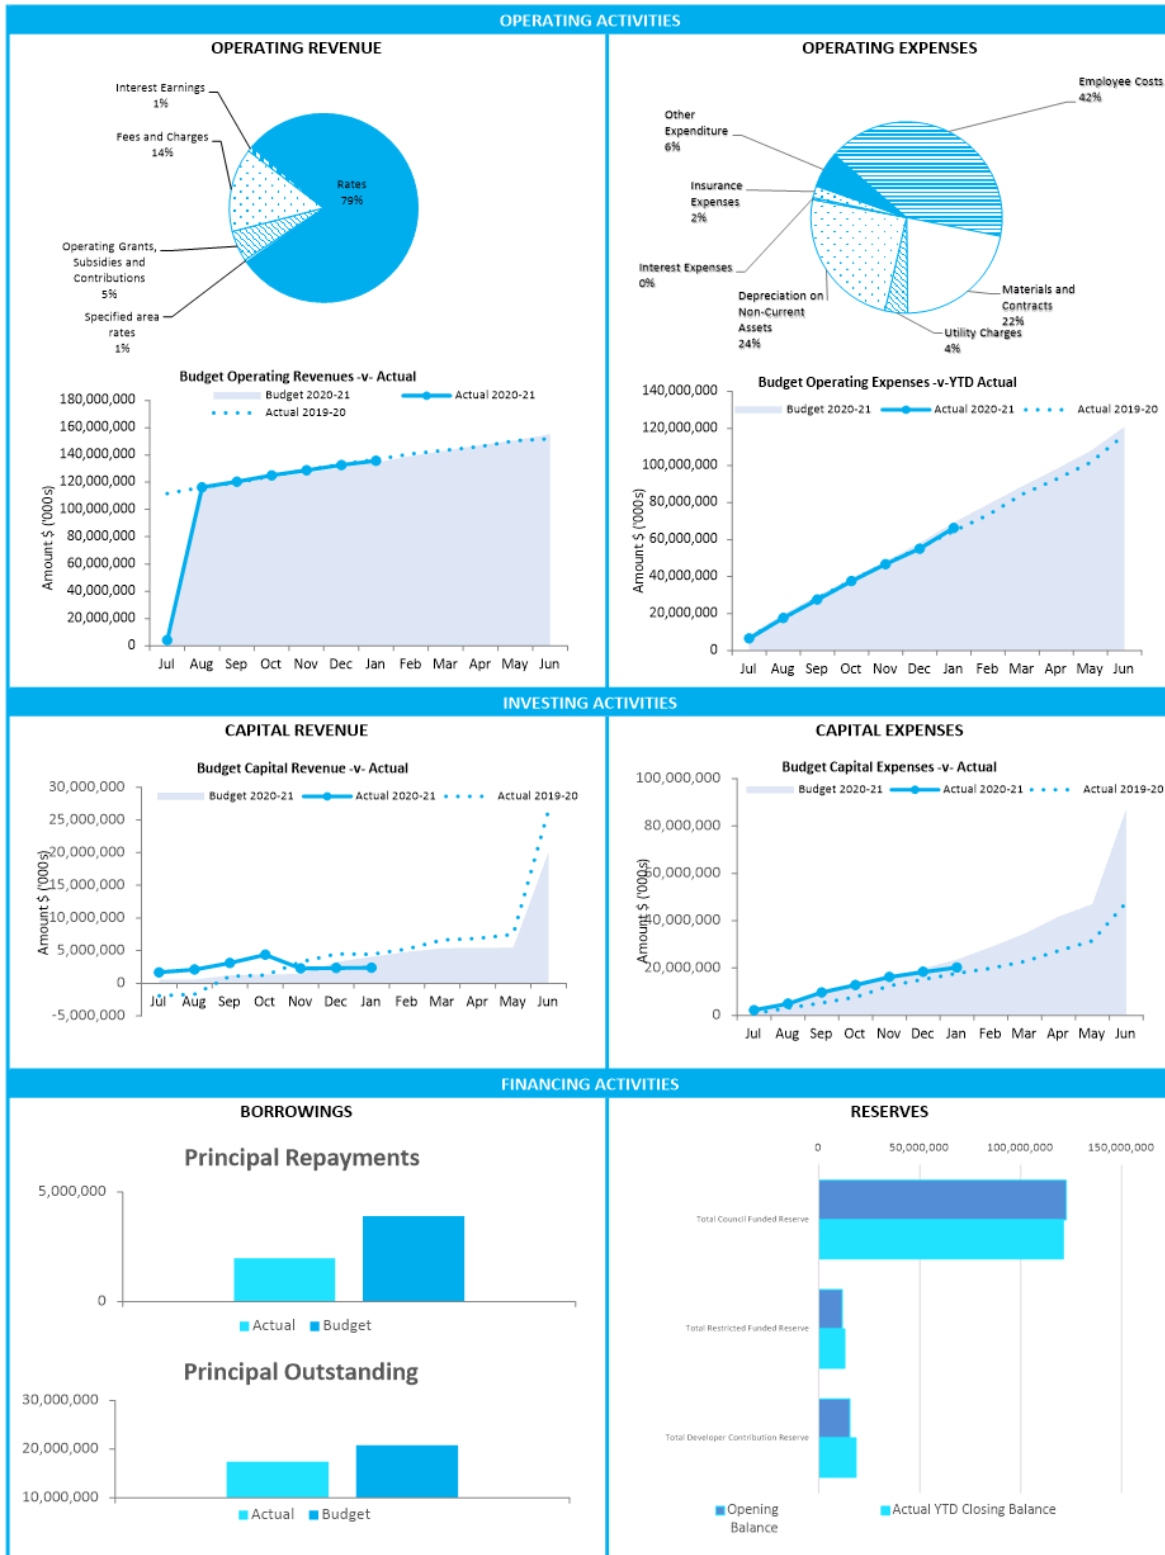 OPERATING ACTIVITIES
OPERATING REVENUE
Interest Earnings
1%
Fees and Charges
14%
Rates
79%
Operating Grants,
Subsidies and
Contributions
5%
Specified area
rates
1%
OPERATING EXPENSES
Employee Costs
42%
Other
Expenditure
6%
Insurance
Expenses
2%
Interest Expenses
0%
Depreciation on
Non-Current
Assets
24%
Materials and
Contracts
22%
Utility Charges
4%
Budget Operating Revenues -v- Actual
Budget 2020-21
Actual 2020-21
Actual 2019-20
Amount $ ('000s)
180,000,000
160,000,000
140,000,000
120,000,000
100,000,000
80,000,000
60,000,000
40,000,000
20,000,000
0
Jul Aug Sep Oct Nov Dec Jan Feb Mar Apr May Jun
Budget Operating Expenses -v-YTD Actual
Budget 2020-21
Actual 2020-21
Actual 2019-20
Amount $ ('000s)
140,000,000
120,000,000
100,000,000
80,000,000
60,000,000
40,000,000
20,000,000
0
Jul Aug Sep Oct Nov Dec Jan Feb Mar Apr May Jun
INVESTING ACTIVITIES
CAPITAL REVENUE
Budget Capital Revenue -v- Actual
Budget 2020-21
Actual 2020-21
Actual 2019-20
Amount $ ('000s)
30,000,000
25,000,000
20,000,000
15,000,000
10,000,000
5,000,000
0
-5,000,000
Jul Aug Sep Oct Nov Dec Jan Feb Mar Apr May Jun
CAPITAL EXPENSES
Budget Capital Expenses -v- Actual
Budget 2020-21
Actual 2020-21
Actual 2019-20
Amount $ ('000s)
100,000,000
80,000,000
60,000,000
40,000,000
20,000,000
0
Jul Aug Sep Oct Nov Dec Jan Feb Mar Apr May Jun
FINANCING ACTIVITIES
BORROWINGS
Principal Repayments
5,000,000
0
Actual
Budget
Principal Outstanding
30,000,000
20,000,000
10,000,000
Actual
Budget
RESERVES
0 50,000,000 100,000,000 150,000,000
Total Council Funded Reserve
Total Restricted Funded Reserve
Total Developer Contribution Reserve
Opening
Balance
Actual YTD Closing Balance